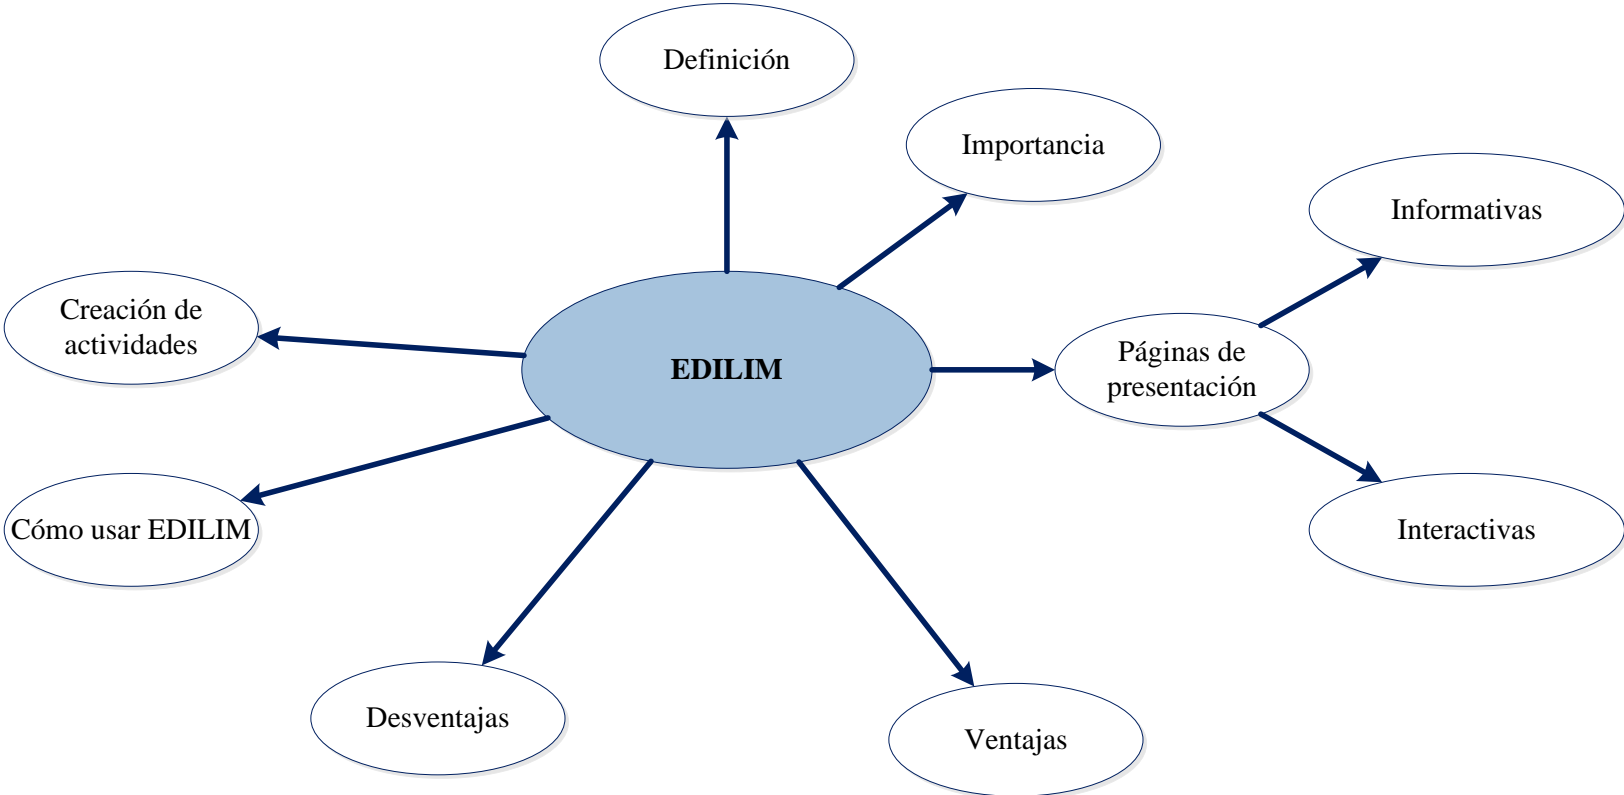 Definición
Importancia
Informativas
Creación de
actividades
EDILIM
Páginas de
presentación
Cómo usar EDILIM
Interactivas
Desventajas
Ventajas